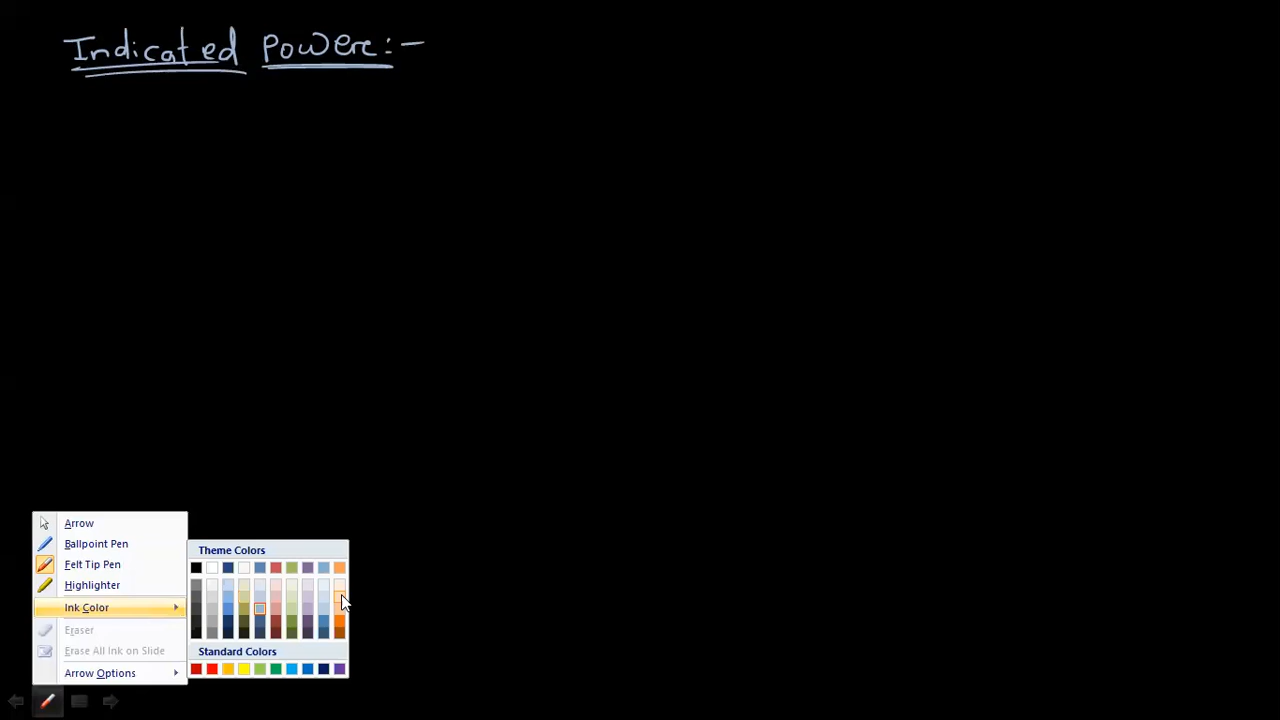 Indicated Power:-
Arrow
Ballpoint Pen
Felt Tip Pen
Highlighter
Ink Color
Eraser
Erase All Ink on Slide
Arrow Options
Theme Colors
Standard Colors